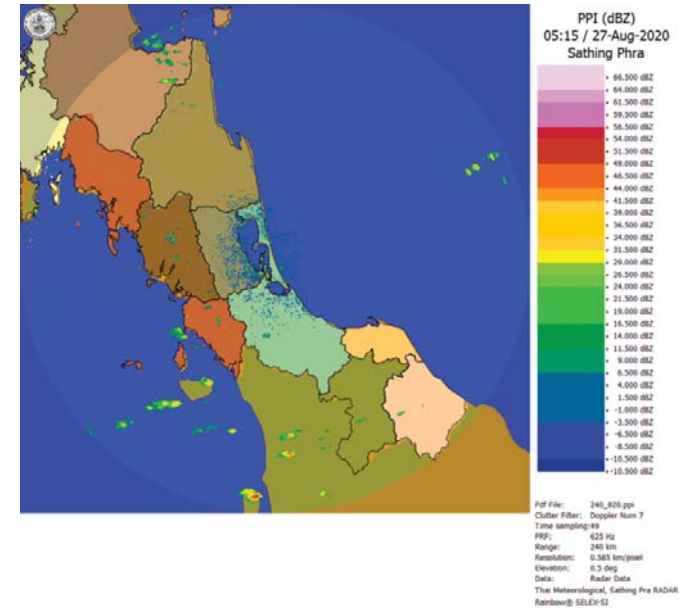 PPI (dBZ)
05:15 / 27-Aug-2020
Sathing Phra
66.500 dBZ
64.000 dBZ
61.500 dBZ
59.500 dBZ
56.500 dBZ
54.000 dBZ
51.500 dBZ
49.000 dBZ
46.500 dBZ
44.000 dBZ
41.500 dBZ
39.000 dBZ
36.500 dBZ
34.000 dBZ
31.500 dBZ
29.000 dBZ
26.500 dBZ
24.000 dBZ
21.500 dBZ
19.000 dBZ
16.500 dBZ
14.000 dBZ
11.500 dBZ
9.000 dBZ
6.500 dBZ
4.000 dBZ
1.500 dBZ
-1.000 dBZ
-3.500 dBZ
-6.500 dBZ
-8.500 dBZ
-10.500 dBZ
-10.500 dBZ
Pdf File: 240_820.ppi
Clutter Filter: Doppler Num 7
Time sampling:49
PRF: 623 Hz
Range: 240 km
Resolution: 0.585 km/pixel
Elevation: 0.5 deg
Data: Radar Data
Thai Meteorological, Sathing Pra RADAR
Rainbow® SELEX-SI